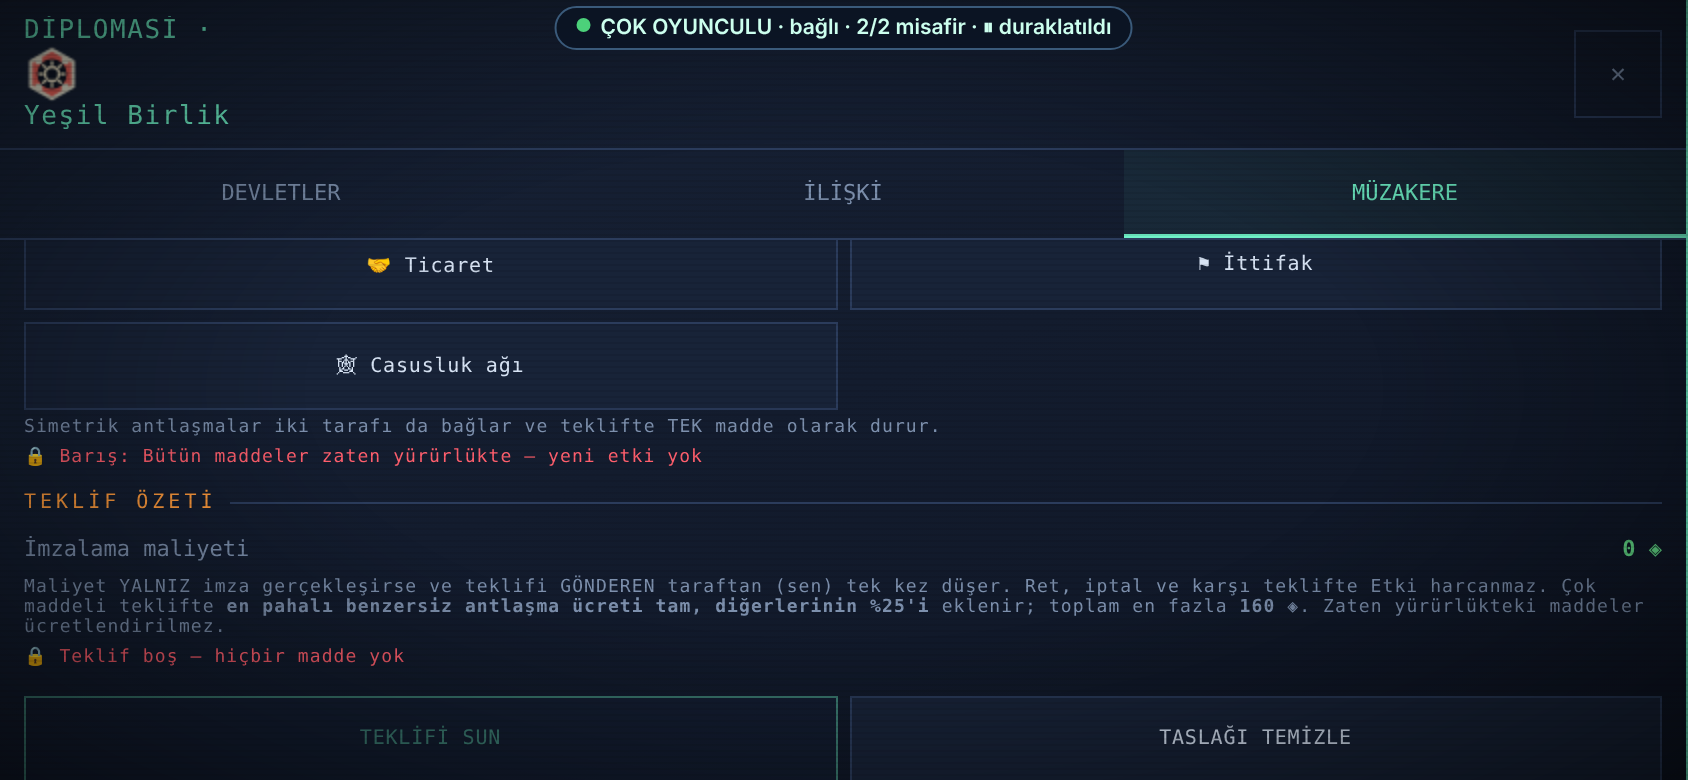 DİPLOMASİ ·
ÇOK OYUNCULU · bağlı · 2/2 misafir · ⏸ duraklatıldı
×
Yeşil Birlik
DEVLETLER
İLİŞKİ
MÜZAKERE
🤝 Ticaret
⚑ İttifak
🕸 Casusluk ağı
Simetrik antlaşmalar iki tarafı da bağlar ve teklifte TEK madde olarak durur.
🔒 Barış: Bütün maddeler zaten yürürlükte — yeni etki yok
TEKLİF ÖZETİ
İmzalama maliyeti
0 ◈
Maliyet YALNIZ imza gerçekleşirse ve teklifi GÖNDEREN taraftan (sen) tek kez düşer. Ret, iptal ve karşı teklifte Etki harcanmaz. Çok
maddeli teklifte en pahalı benzersiz antlaşma ücreti tam, diğerlerinin %25'i eklenir; toplam en fazla 160 ◈. Zaten yürürlükteki maddeler
ücretlendirilmez.
🔒 Teklif boş — hiçbir madde yok
TEKLİFİ SUN
TASLAĞI TEMİZLE